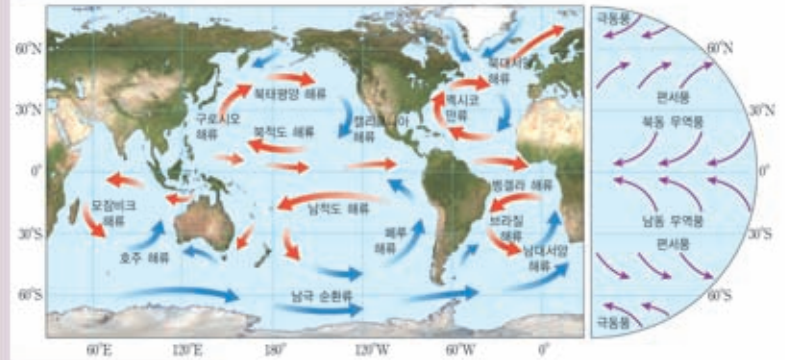 극동풍
60°N
북대서양
해류
60°N
북태평양 해류
편서풍
멕시코
만류
캘리포니아
해류
30°N
30°N
구로시오
해류
북적도 해류
북동 무역풍
0°
0°
벵겔라 해류
모잠비크
해류
남적도 해류
남동 무역풍
브라질
해류
페루
해류
30°S
30°S
편서풍
호주 해류
남대서양
해류
남극 순환류
60°S
60°S
극동풍
60°E
120°E
180°
120°W
60°W
0°